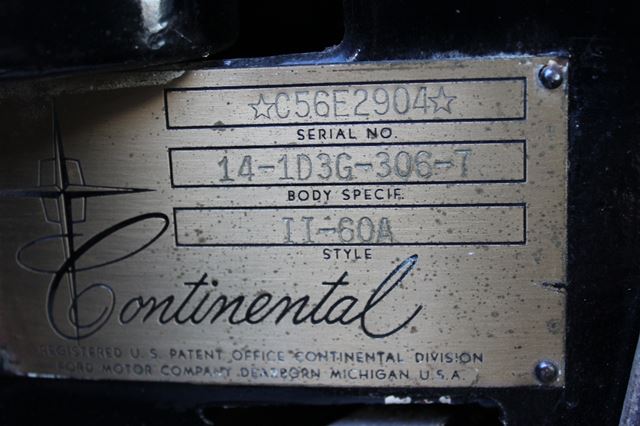 ☆C56E2904☆
SERIAL NO.
14-1D3G-306-T
BODY SPECIF.
II-60A
STYLE
Continental
REGISTERED U.S. PATENT OFFICE CONTINENTAL DIVISION
FORD MOTOR COMPANY DEARBORN MICHIGAN U.S.A.